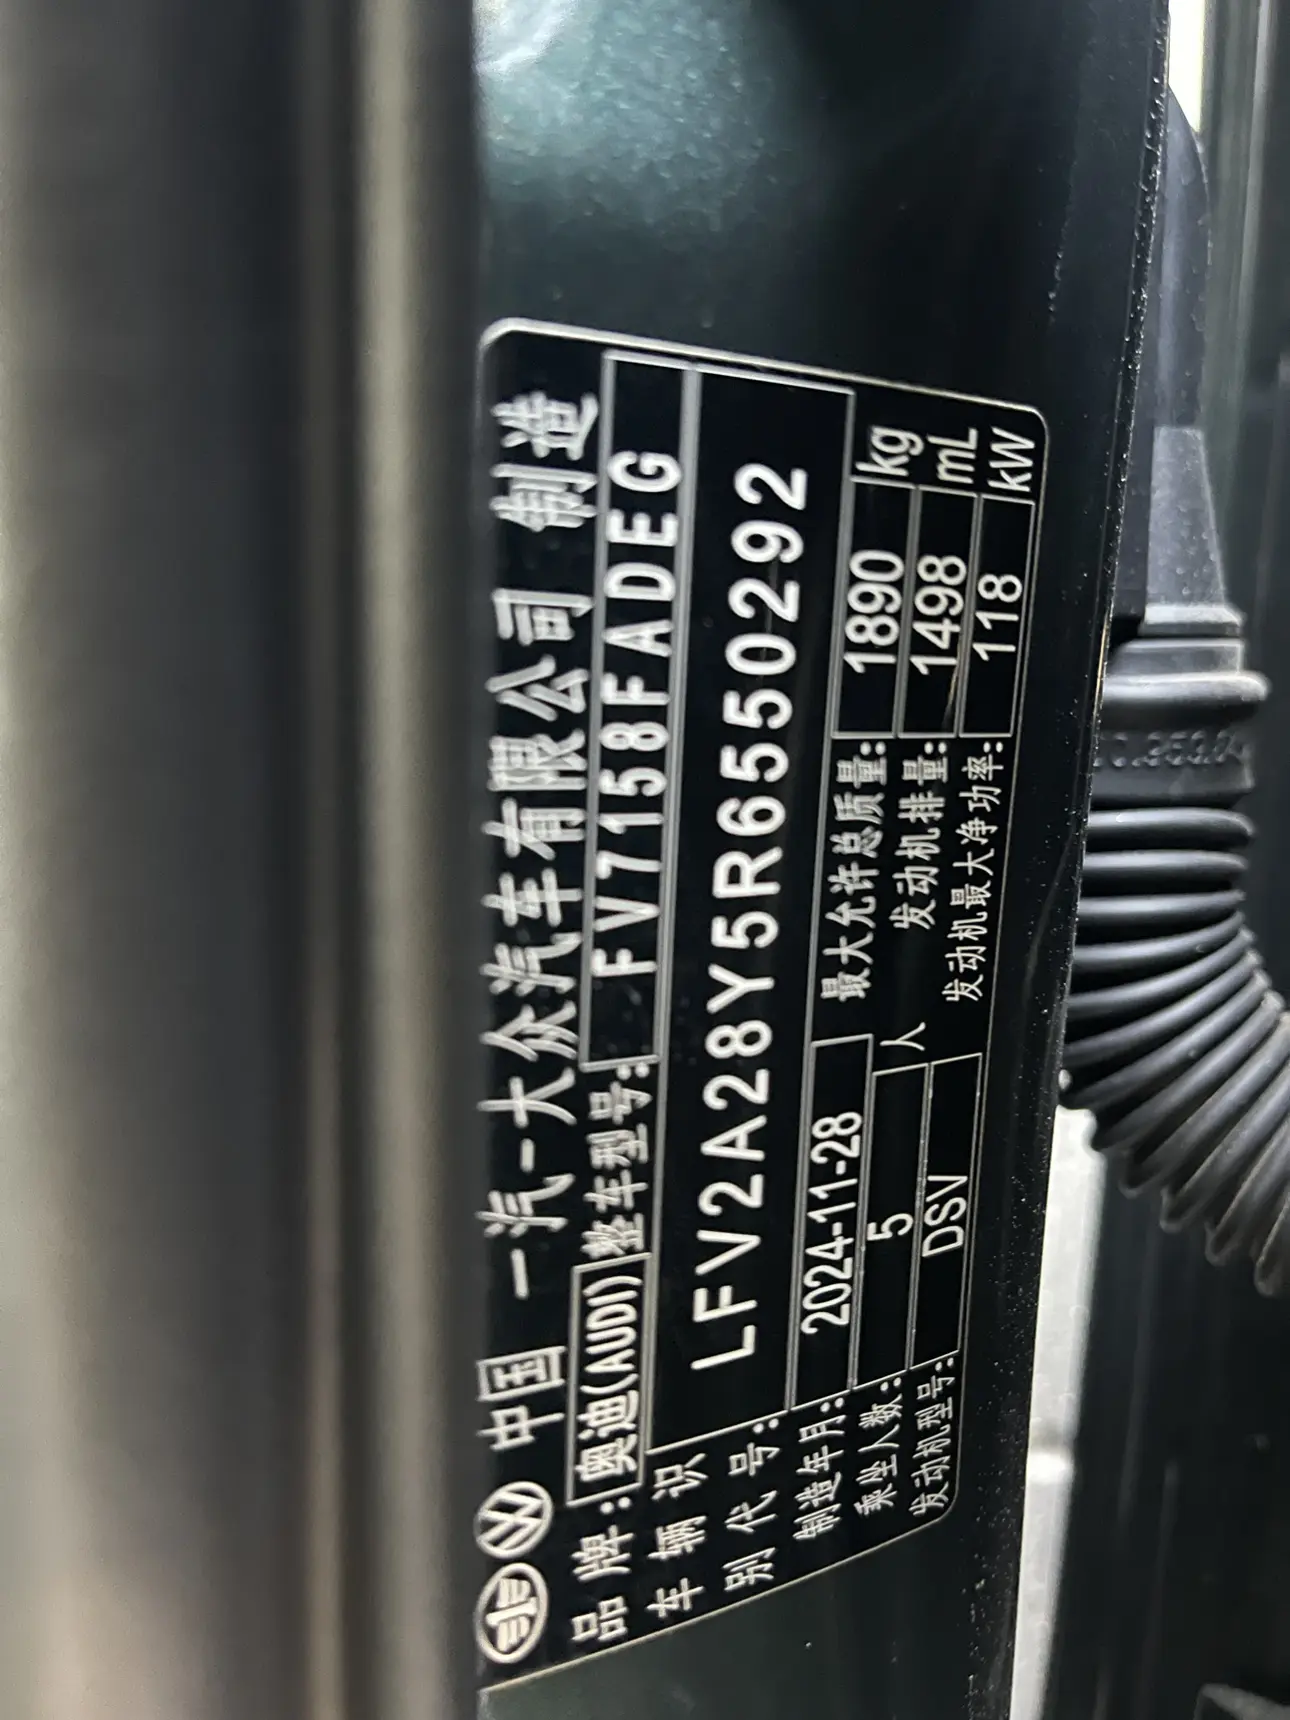 中国 一汽-大众汽车有限公司 制造
品牌: 奥迪(AUDI) 整车型号: FV7158FADEG
车辆识别代号: LFV2A28Y5R6550292
制造年月: 2024-11-28 最大允许总质量: 1890 kg
乘坐人数: 5 人 发动机排量: 1498 mL
发动机型号: DSV 发动机最大净功率: 118 kW